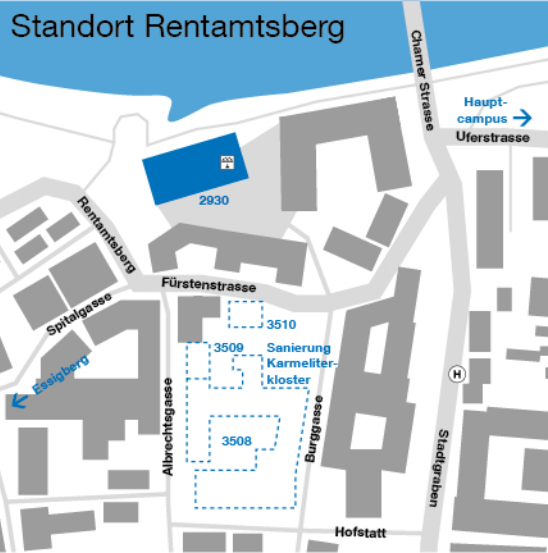 Standort Rentamtsberg
Chamer Strasse
Haupt-
campus
Uferstrasse
2930
Rentamtsberg
Fürstenstrasse
Spitalgasse
3510
3509
Sanierung
Karmeliter-
kloster
Essigberg
H
Albrechtsgasse
Burggasse
3508
Stadtgraben
Hofstatt